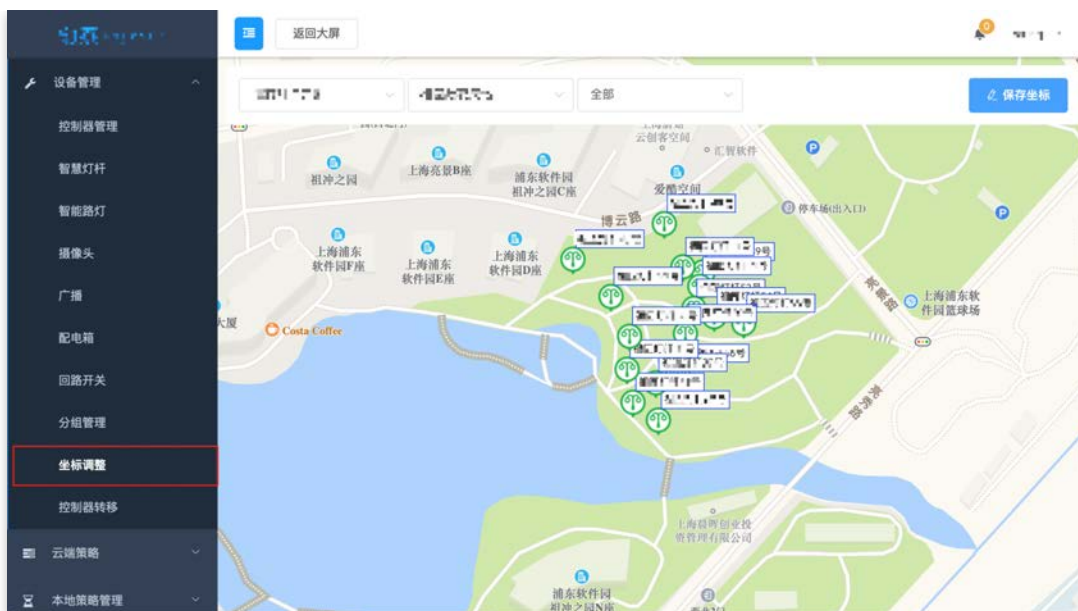 返回大屏
0
设备管理
控制器管理
智慧灯杆
智能路灯
摄像头
广播
配电箱
回路开关
分组管理
坐标调整
控制器转移
云端策略
本地策略管理
全部
保存坐标
云创客空间
汇智软件
P
祖冲之园
上海亮景B座
浦东软件园
祖冲之园C座
爱酷空间
停车场(出入口)
P
博云路
上海浦东
软件园F座
上海浦东
软件园E座
上海浦东
软件园D座
9号
大厦
Costa Coffee
上海浦东软
件园篮球场
6号
上海晨晖创业投
资管理有限公司
浦东软件园
祖冲之园N座